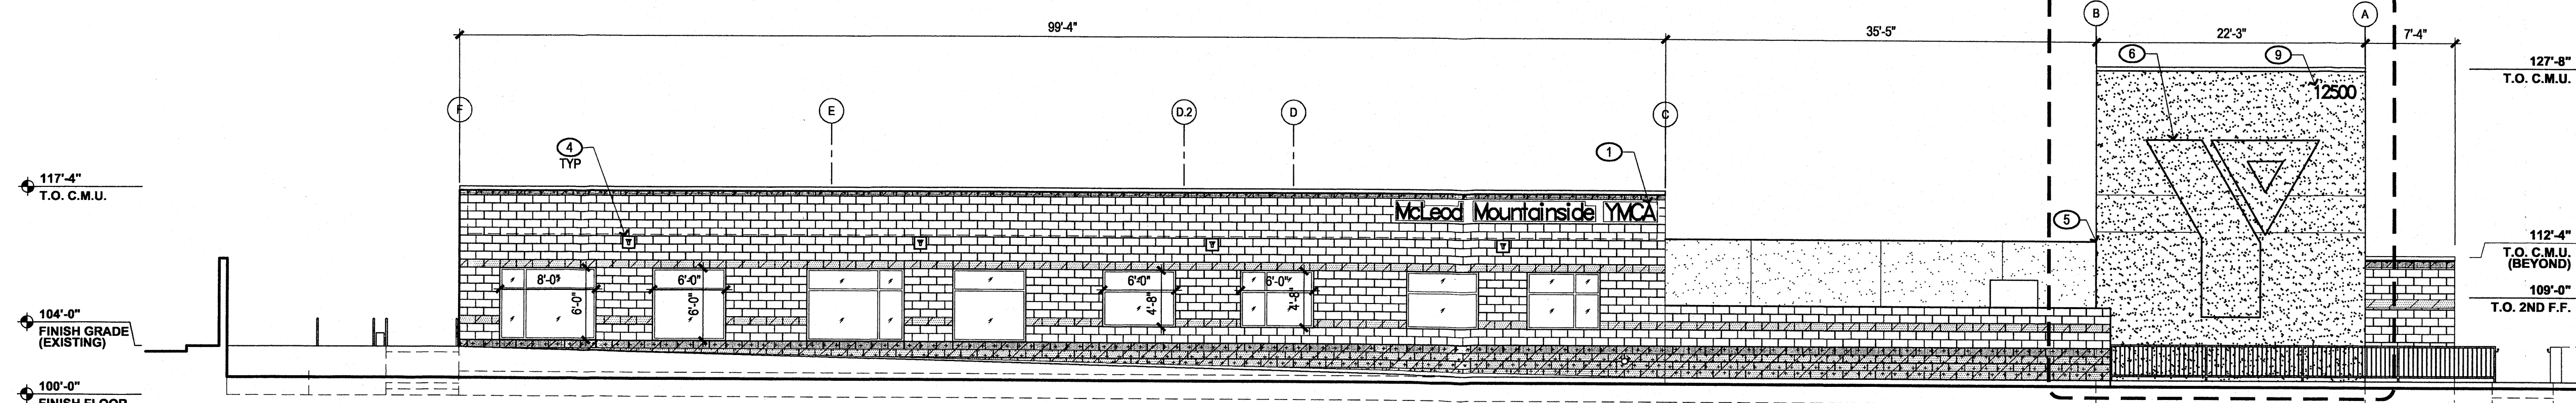 99'-4"
35'-5"
22'-3"
7'-4"
B
A
6
9
127'-8"
T.O. C.M.U.
12500
F
E
D.2
D
C
4
TYP
1
117'-4"
T.O. C.M.U.
McLeod Mountainside YMCA
5
112'-4"
T.O. C.M.U.
(BEYOND)
8'-0"
6'-0"
6'-0"
6'-0"
6'-0"
4'-8"
6'-0"
4'-8"
109'-0"
T.O. 2ND F.F.
104'-0"
FINISH GRADE
(EXISTING)
100'-0"
FINISH FLOOR